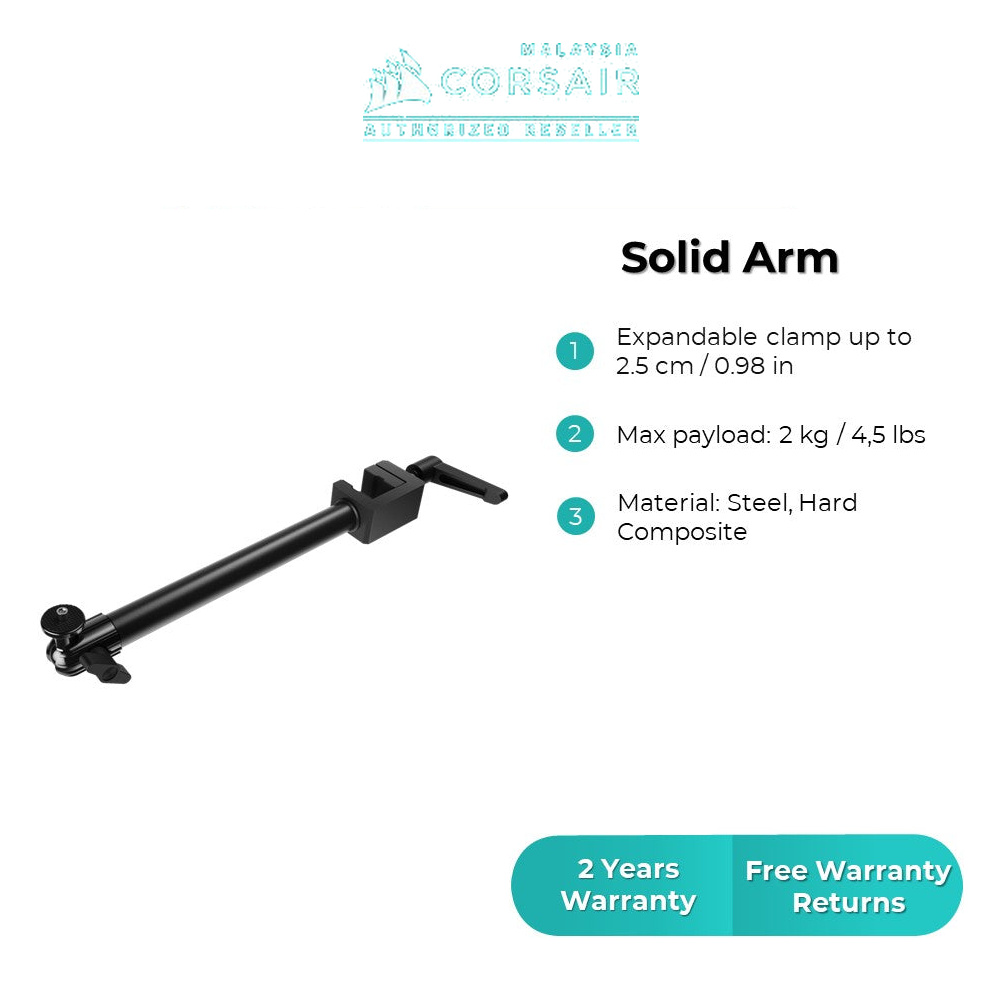 MALAYSIA
CORSAIR
AUTHORIZED RESELLER
Solid Arm
1 Expandable clamp up to
2.5 cm / 0.98 in
2 Max payload: 2 kg / 4,5 lbs
3 Material: Steel, Hard
Composite
2 Years
Warranty
Free Warranty
Returns